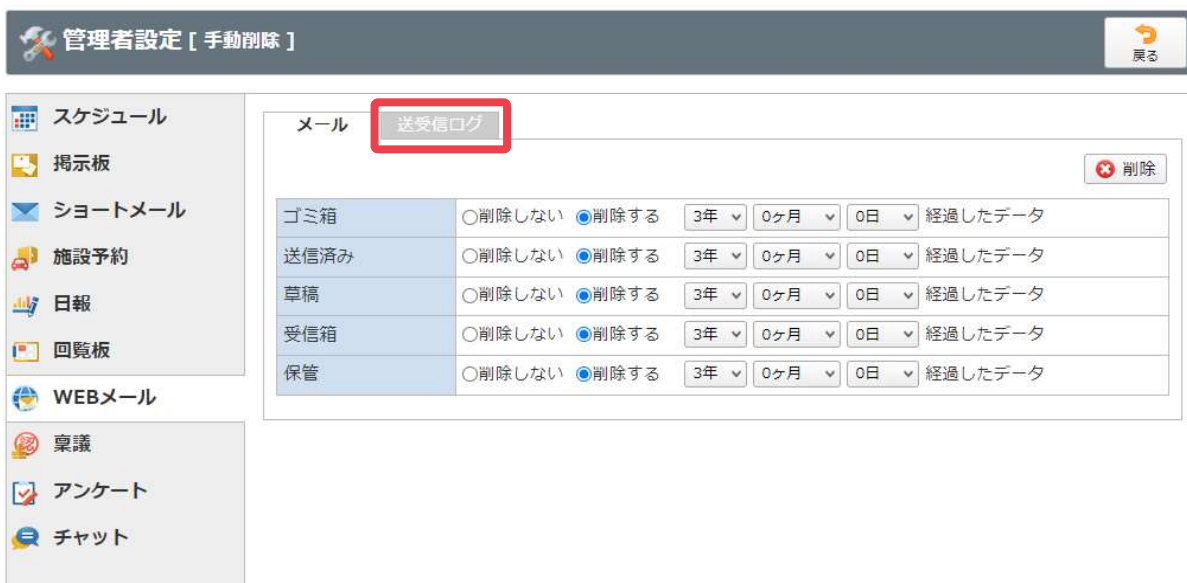 管理者設定 [ 手動削除 ]
戻る
スケジュール
掲示板
ショートメール
施設予約
日報
回覧板
WEBメール
稟議
アンケート
チャット
メール 送受信ログ
削除
ゴミ箱 削除しない 削除する 3年 0ヶ月 0日 経過したデータ
送信済み 削除しない 削除する 3年 0ヶ月 0日 経過したデータ
草稿 削除しない 削除する 3年 0ヶ月 0日 経過したデータ
受信箱 削除しない 削除する 3年 0ヶ月 0日 経過したデータ
保管 削除しない 削除する 3年 0ヶ月 0日 経過したデータ